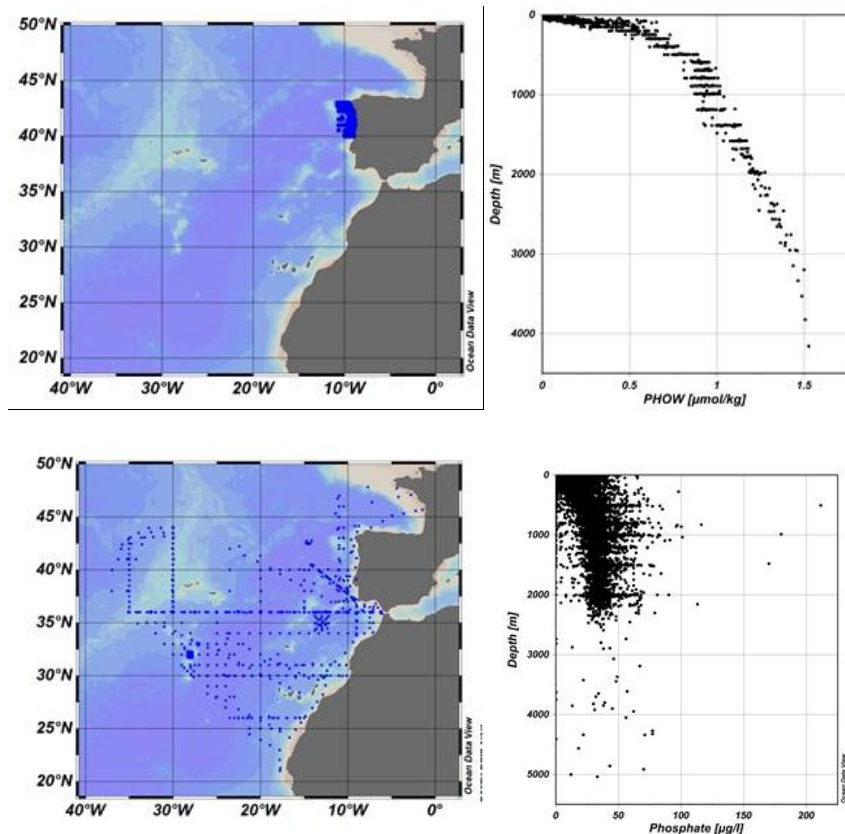 50°N
45°N
40°N
35°N
30°N
25°N
20°N
40°W 30°W 20°W 10°W 0°
Ocean Data View
0
1000
2000
3000
4000
Depth [m]
0 0.5 1 1.5
PHOW [µmol/kg]
50°N
45°N
40°N
35°N
30°N
25°N
20°N
40°W 30°W 20°W 10°W 0°
Ocean Data View
0
1000
2000
3000
4000
5000
Depth [m]
0 50 100 150 200
Phosphate [µg/l]
Ocean Data View